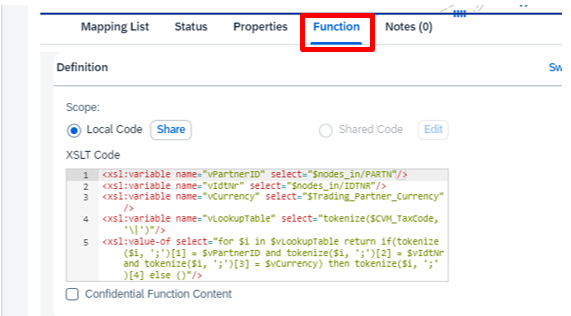 Mapping List Status Properties Function Notes (0)
Definition
Sw
Scope:
Local Code Share Shared Code Edit
XSLT Code
1 <xsl:variable name="vPartnerID" select="$nodes_in/PARTN"/>
2 <xsl:variable name="vIdtNr" select="$nodes_in/IDTNR"/>
3 <xsl:variable name="vCurrency" select="$Trading_Partner_Currency"
/>
4 <xsl:variable name="vLookupTable" select="tokenize($CVM_TaxCode,
'\|')"/>
5 <xsl:value-of select="for $i in $vLookupTable return if(tokenize
($i, ';')[1] = $vPartnerID and tokenize($i, ';')[2] = $vIdtNr
and tokenize($i, ';')[3] = $vCurrency) then tokenize($i, ';'
)[4] else ()"/>
Confidential Function Content